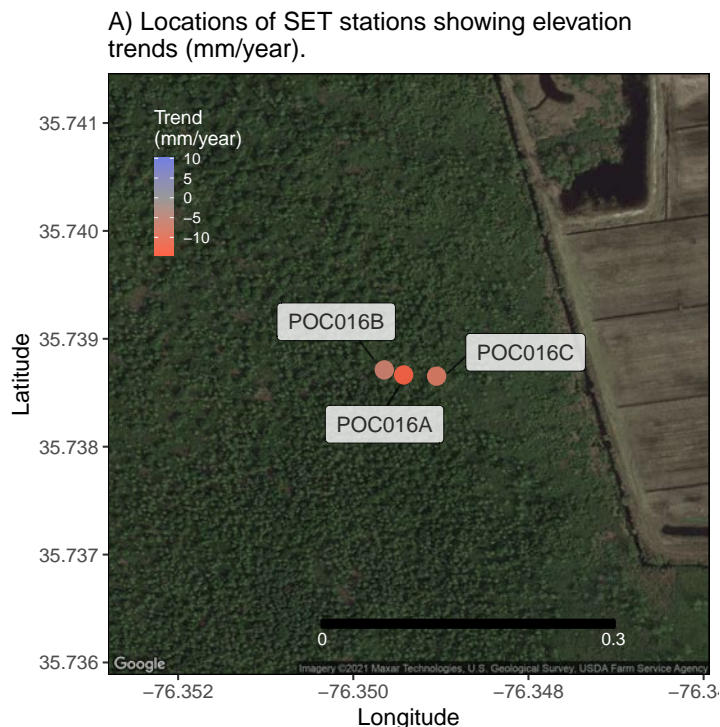 A) Locations of SET stations showing elevation
trends (mm/year).
Trend
(mm/year)
10
5
0
−5
−10
35.741
35.740
35.739
35.738
35.737
35.736
Latitude
POC016B
POC016C
POC016A
0
0.3
Google
Imagery ©2021 Maxar Technologies, U.S. Geological Survey, USDA Farm Service Agency
−76.352
−76.350
−76.348
−76.34
Longitude